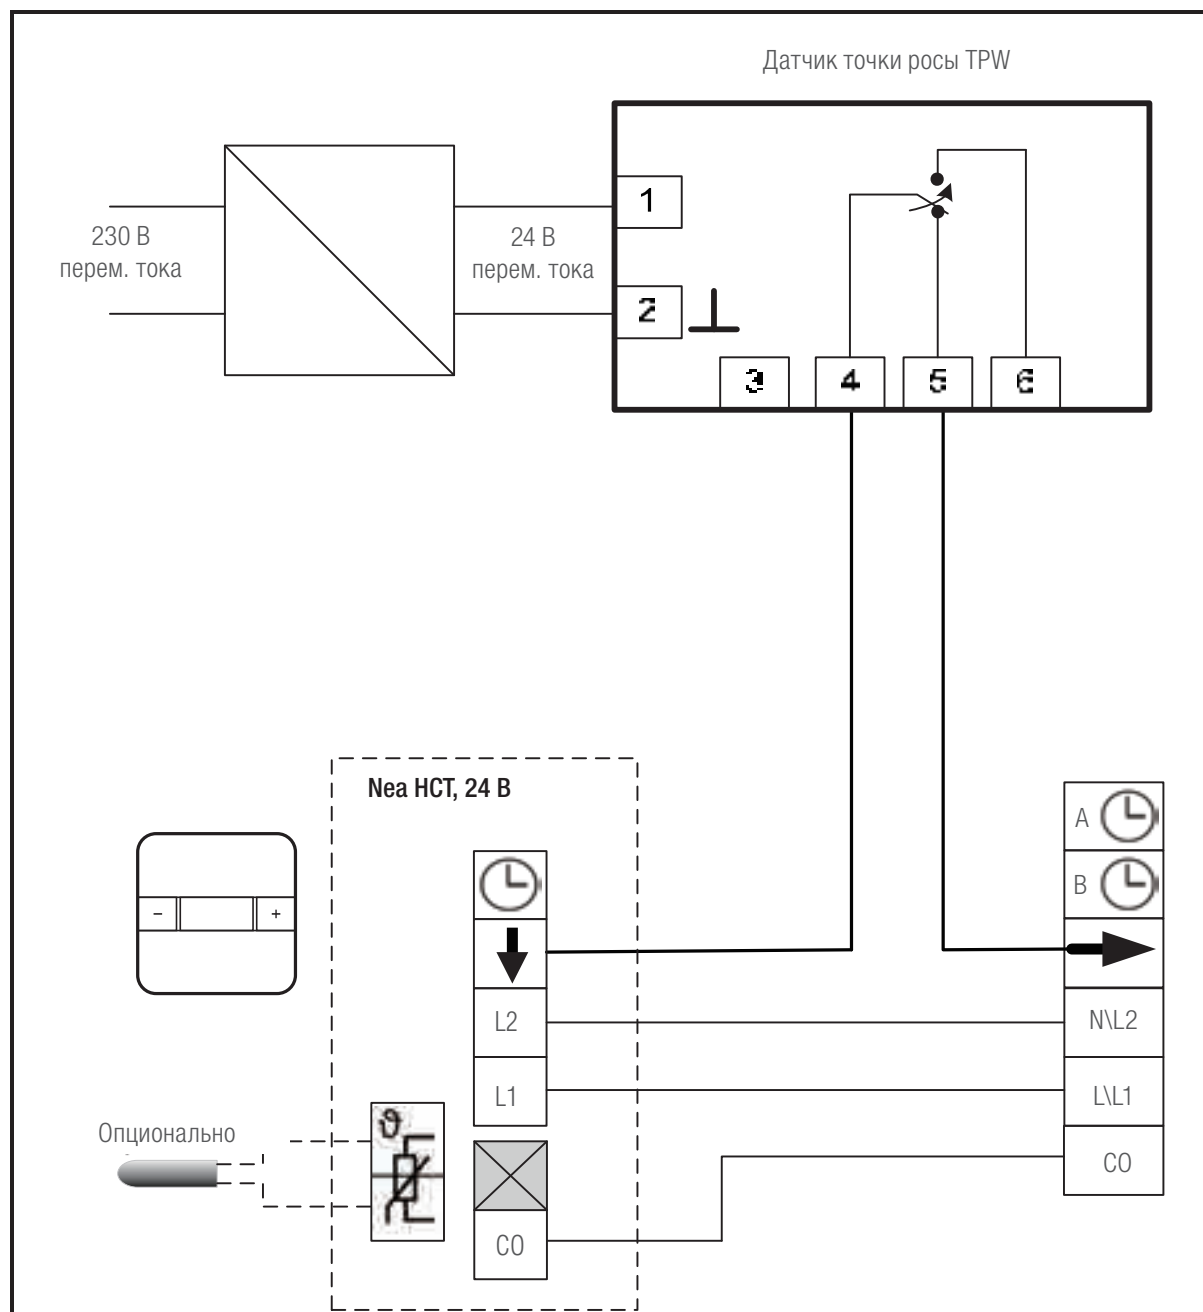 Датчик точки росы TPW
1
230 В
перем. тока
24 В
перем. тока
2
3
4
5
6
Nea HCT, 24 В
A
B
- +
L2
N\L2
L1
L\L1
Опционально
ϑ
CO
CO